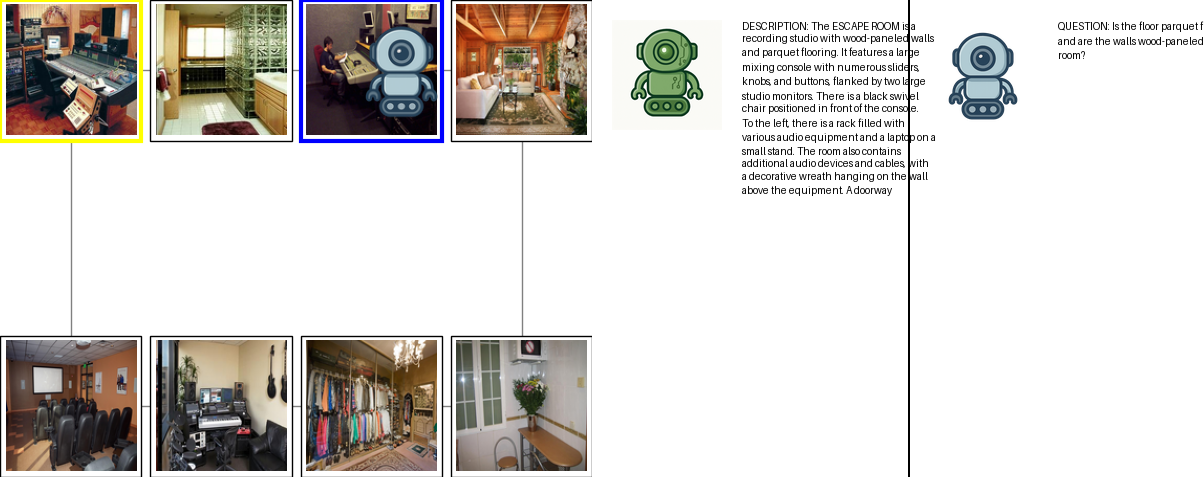 DESCRIPTION: The ESCAPE ROOM is a
recording studio with wood-paneled walls
and parquet flooring. It features a large
mixing console with numerous sliders,
knobs, and buttons, flanked by two large
studio monitors. There is a black swivel
chair positioned in front of the console.
To the left, there is a rack filled with
various audio equipment and a laptop on a
small stand. The room also contains
additional audio devices and cables, with
a decorative wreath hanging on the wall
above the equipment. A doorway
QUESTION: Is the floor parquet f
and are the walls wood-paneled
room?